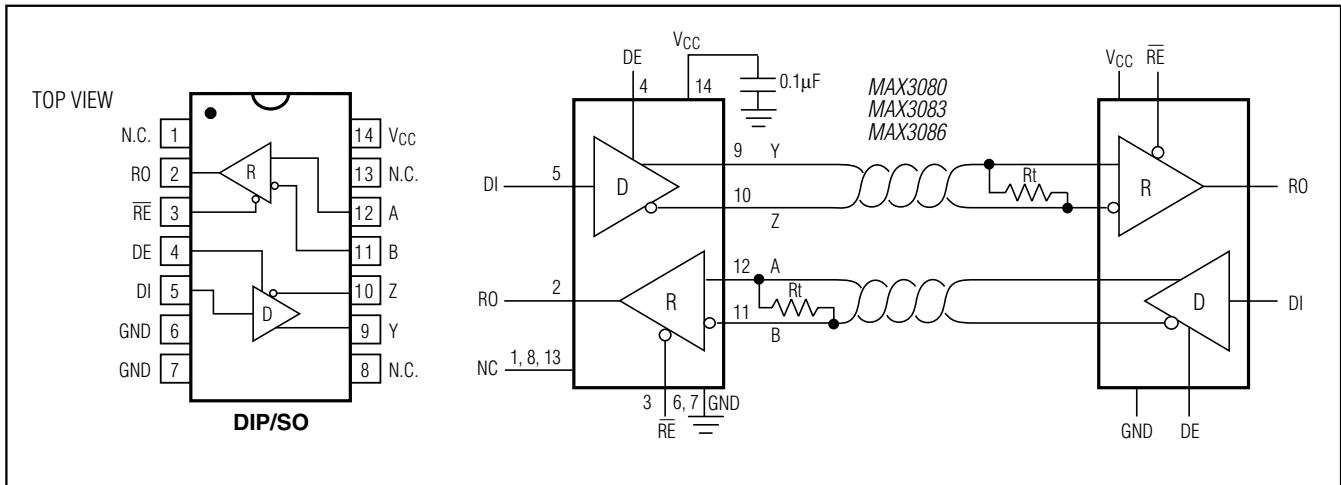 TOP VIEW
N.C. 1 14 VCC
RO 2 13 N.C.
RE 3 12 A
DE 4 11 B
DI 5 10 Z
GND 6 9 Y
GND 7 8 N.C.
R
D
DIP/SO
DE
4
VCC
14
0.1µF
MAX3080
MAX3083
MAX3086
DI 5 D
9 Y
10
Z
Rt
12 A
Rt
11
B
RO 2 R
NC 1, 8, 13
3 6, 7 GND
RE
VCC RE
R RO
D DI
GND DE